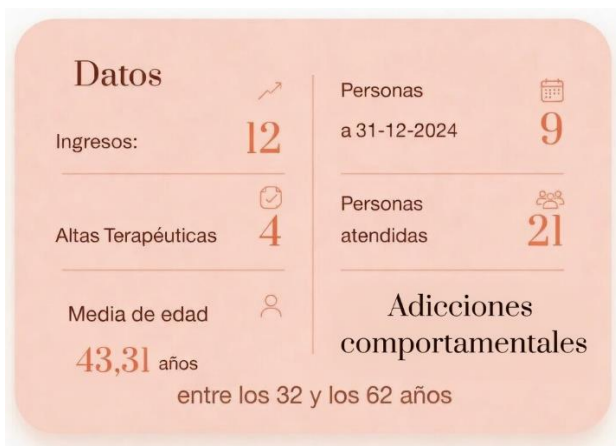 Datos
Ingresos: 12
Altas Terapéuticas 4
Media de edad
43,31 años
Personas
a 31-12-2024 9
Personas
atendidas 21
Adicciones
comportamentales
entre los 32 y los 62 años